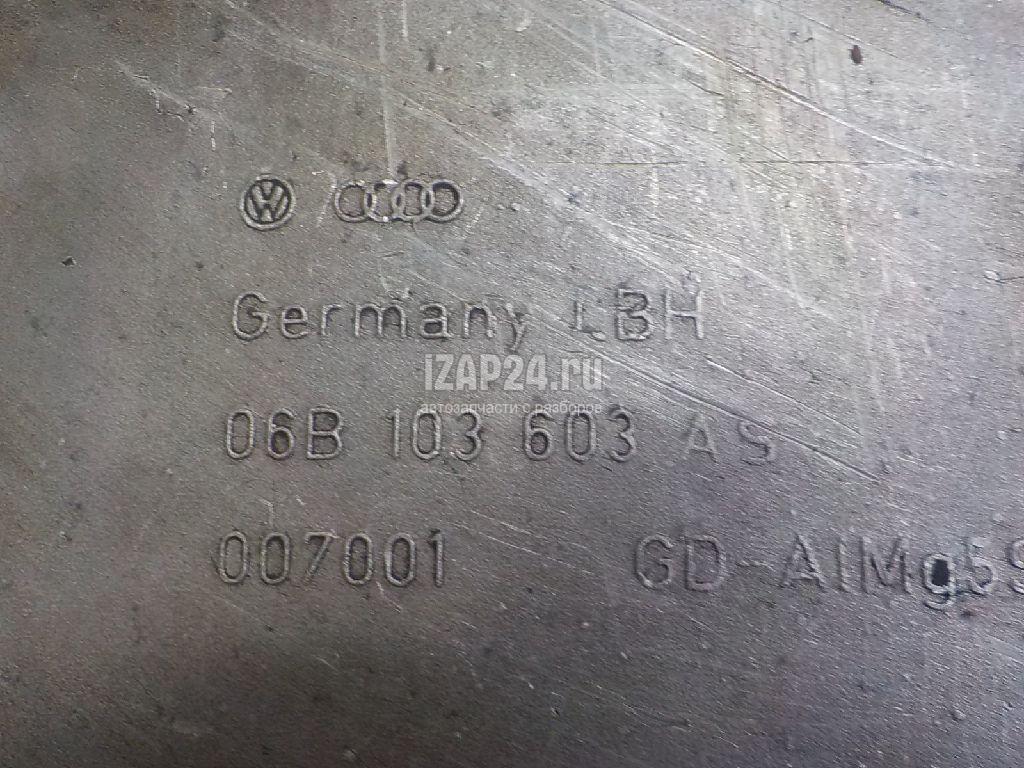 Germany LBH
IZAP24.ru
автозапчасти с разборов
06B 103 603 AS
007001 GD-AlMg5S